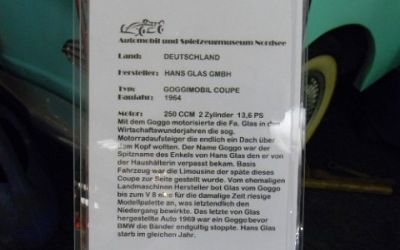 Automobil und Spielzeugmuseum Nordsee
Land: DEUTSCHLAND
Hersteller: HANS GLAS GMBH
Typ: GOGGIMOBIL COUPE
Baujahr: 1964
Motor: 250 CCM 2 Zylinder 13,6 PS
Mit dem Goggo motorisierte die Fa. Glas in den
Wirtschaftswunderjahren die sog.
Motorradaufsteiger die endlich ein Dach über
dem Kopf wollten. Der Name Goggo war der
Spitzname des Enkels von Hans Glas den er von
der Haushälterin verpasst bekam. Basis
Fahrzeug war die Limousine der später dieses
Coupe zur Seite gestellt wurde. Vom ehemaligen
Landmaschinen Hersteller bot Glas vom Goggo
bis zum V 8 eine für die damalige Zeit riesige
Modellpalette an, was letztendlich den
Niedergang bewirkte. Das letzte von Glas
hergestellte Auto 1969 war ein Goggo bevor
BMW die Bänder endgültig stoppte. Hans Glas
starb im gleichen Jahr.